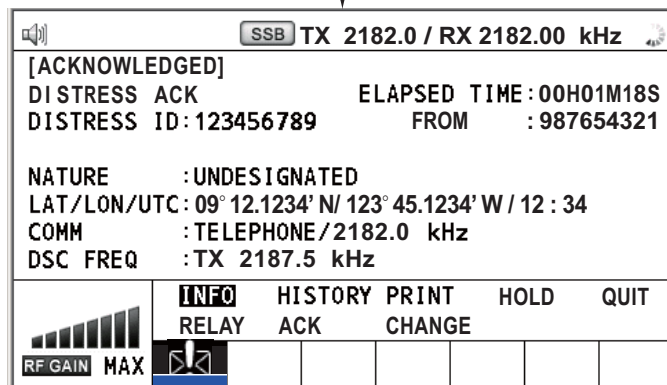 SSB TX 2182.0 / RX 2182.00 kHz
[ACKNOWLEDGED]
DISTRESS ACK ELAPSED TIME:00H01M18S
DISTRESS ID:123456789 FROM :987654321
NATURE :UNDESIGNATED
LAT/LON/UTC:09°12.1234’ N/ 123°45.1234’ W / 12 : 34
COMM :TELEPHONE/2182.0 kHz
DSC FREQ :TX 2187.5 kHz
INFO HISTORY PRINT HOLD QUIT
RELAY ACK CHANGE
RF GAIN MAX